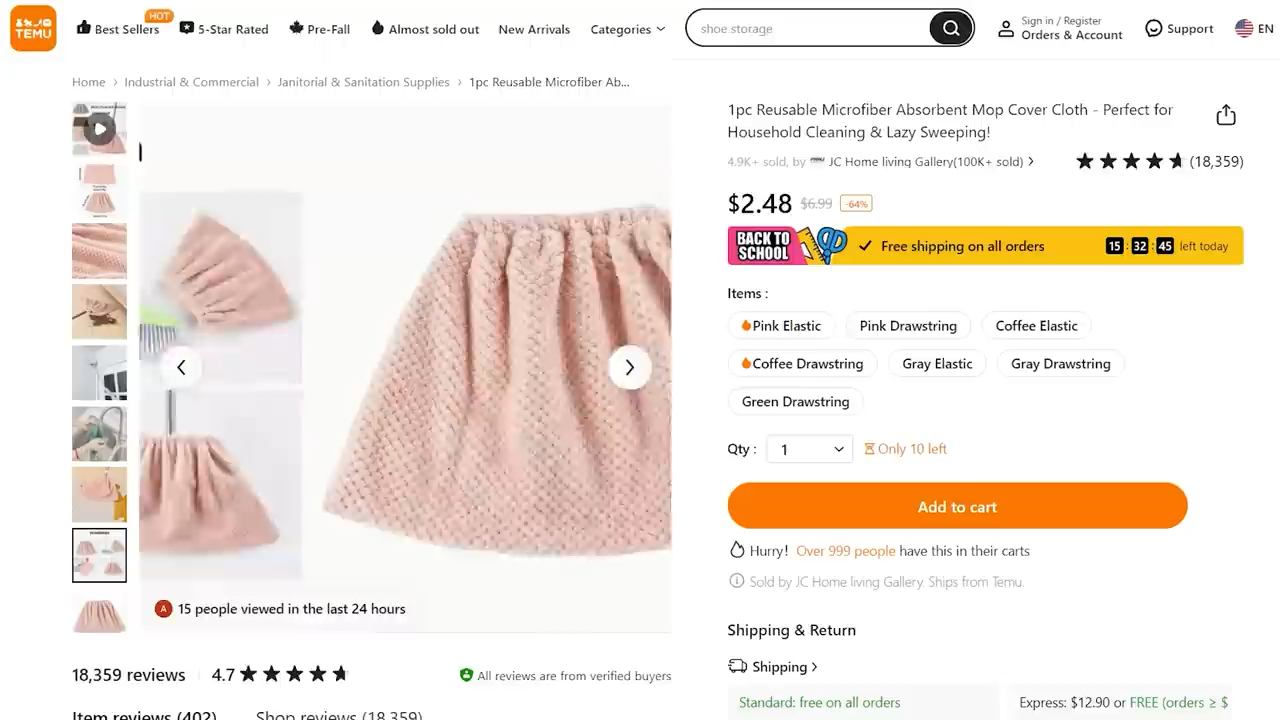 TEMU
HOT
Best Sellers
5-Star Rated
Pre-Fall
Almost sold out
New Arrivals
Categories
shoe storage
Sign in / Register
Orders & Account
Support
EN
Home › Industrial & Commercial › Janitorial & Sanitation Supplies › 1pc Reusable Microfiber Ab...
1pc Reusable Microfiber Absorbent Mop Cover Cloth - Perfect for
Household Cleaning & Lazy Sweeping!
4.9K+ sold, by JC Home living Gallery(100K+ sold) >
(18,359)
$2.48 $6.99 -64%
BACK TO
SCHOOL
Free shipping on all orders
15 : 32 : 45 left today
Items :
Pink Elastic
Pink Drawstring
Coffee Elastic
Coffee Drawstring
Gray Elastic
Gray Drawstring
Green Drawstring
Qty : 1
Only 10 left
Add to cart
Hurry! Over 999 people have this in their carts
Sold by JC Home living Gallery. Ships from Temu.
A 15 people viewed in the last 24 hours
Shipping & Return
Shipping >
Standard: free on all orders
Express: $12.90 or FREE (orders ≥ $
18,359 reviews
4.7
All reviews are from verified buyers
Item reviews (402)
Shop reviews (18,359)